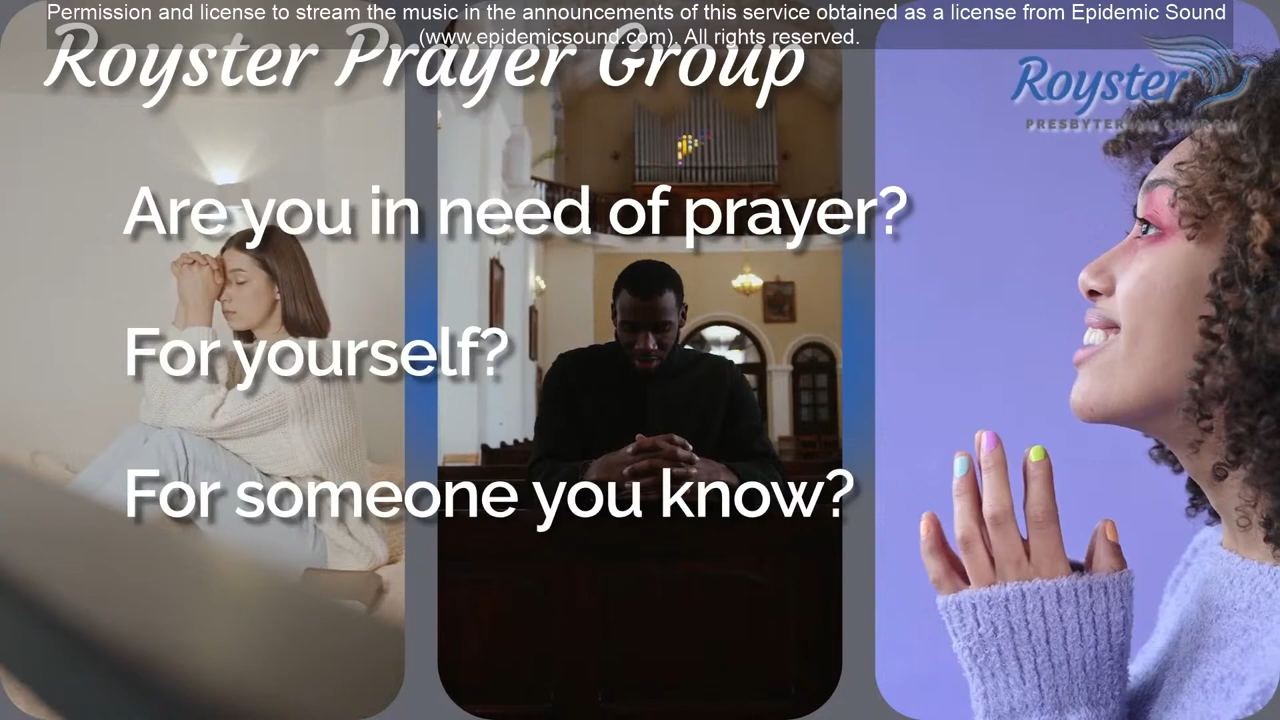 Permission and license to stream the music in the announcements of this service obtained as a license from Epidemic Sound
(www.epidemicsound.com). All rights reserved.
Royster Prayer Group
Royster
PRESBYTERIAN CHURCH
Are you in need of prayer?
For yourself?
For someone you know?